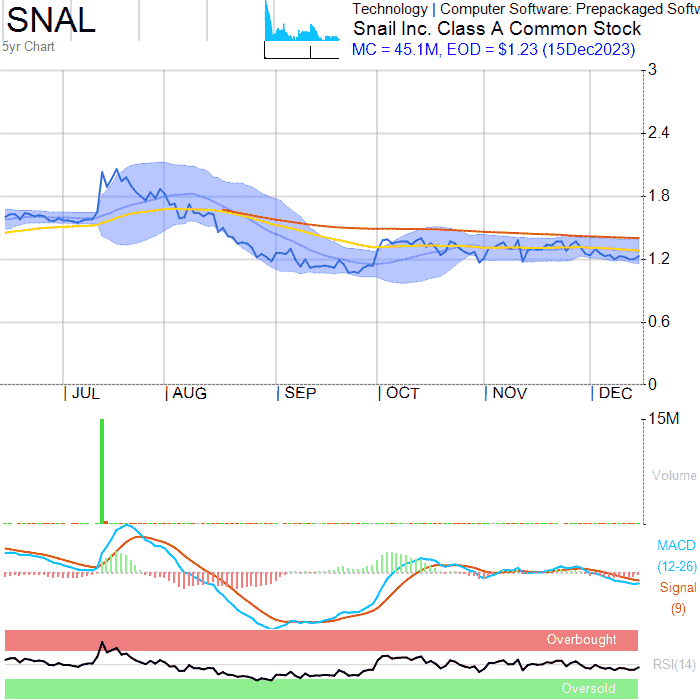 SNAL
5yr Chart
Technology | Computer Software: Prepackaged Softw
Snail Inc. Class A Common Stock
MC = 45.1M, EOD = $1.23 (15Dec2023)
3
2.4
1.8
1.2
0.6
0
JUL AUG SEP OCT NOV DEC
15M
Volume
MACD
(12-26)
Signal
(9)
Overbought
RSI(14)
Oversold